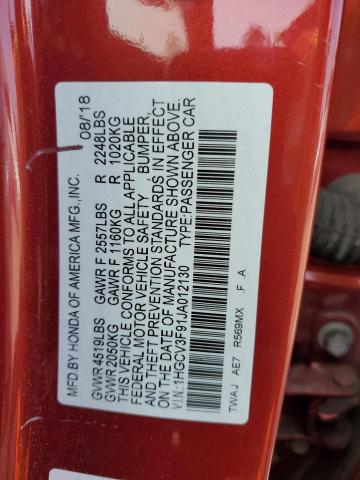 MFD.BY HONDA OF AMERICA MFG.,INC. 08/18
GVWR 4519LBS GAWR F 2557LBS R 2248LBS
GVWR 2050KG GAWR F 1160KG R 1020KG
THIS VEHICLE CONFORMS TO ALL APPLICABLE
FEDERAL MOTOR VEHICLE SAFETY , BUMPER,
AND THEFT PREVENTION STANDARDS IN EFFECT
ON THE DATE OF MANUFACTURE SHOWN ABOVE.
V.I.N.:1HGCV3F91JA012130 TYPE:PASSENGER CAR
TWAJ AE7 R569MX .F .A